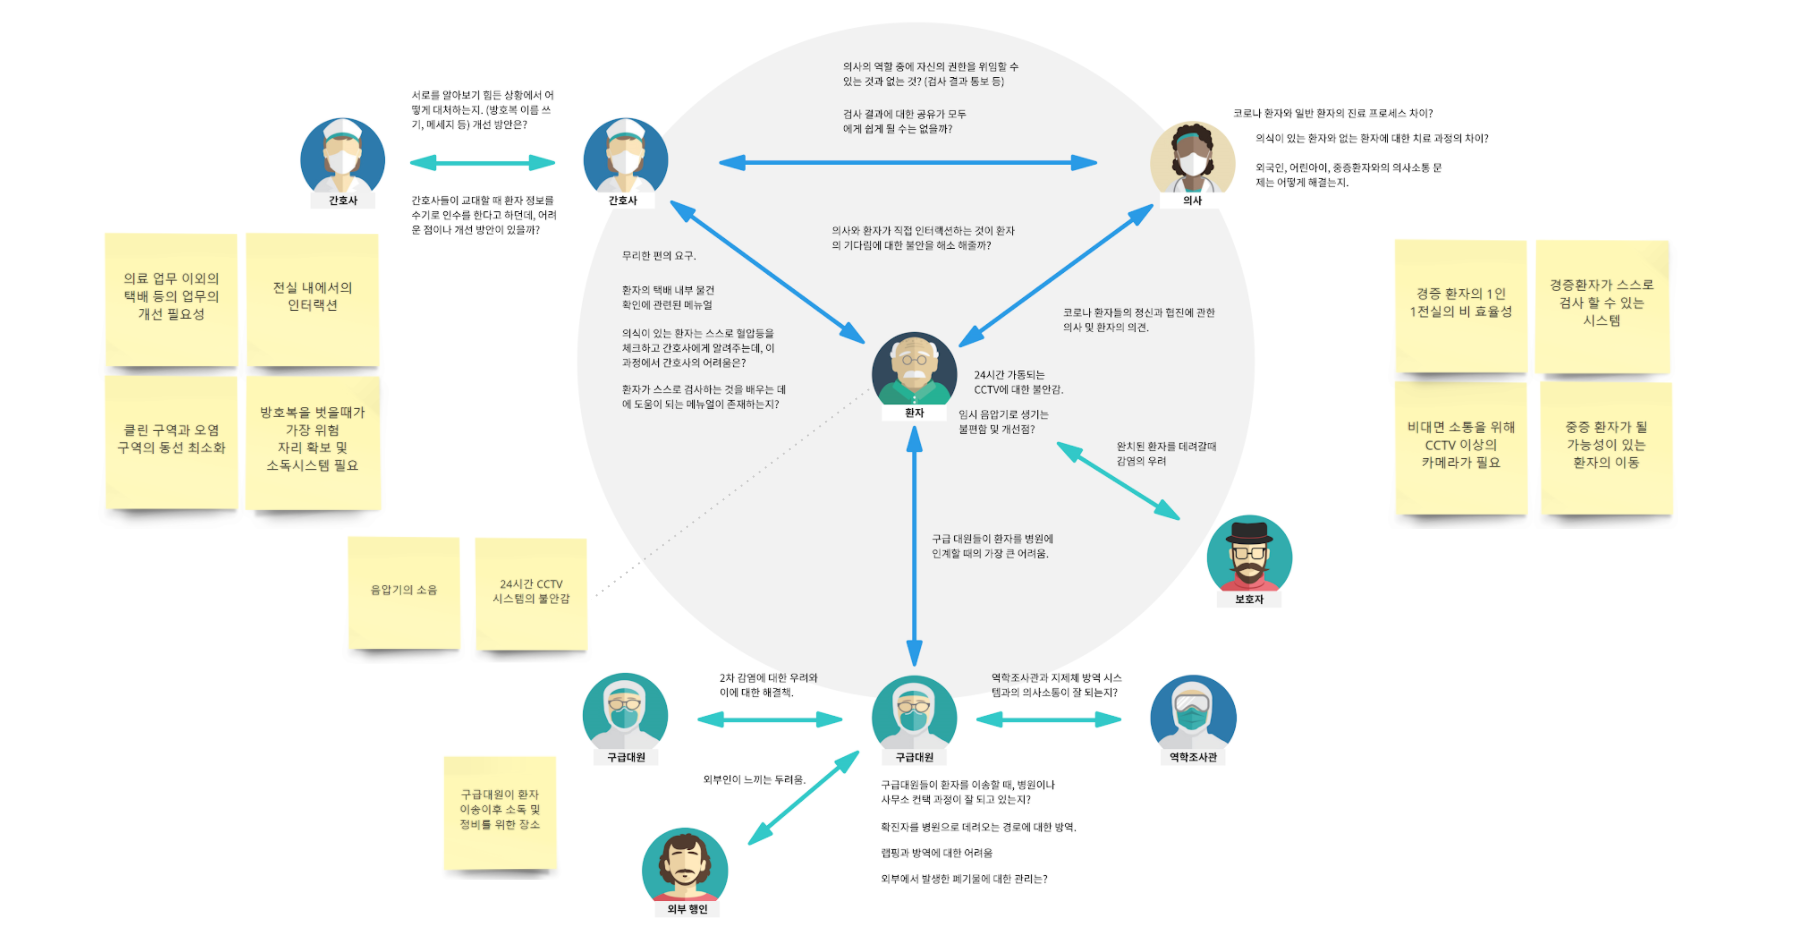 의사의 역할 중에 자신의 권한을 위임할 수
있는 것과 없는 것? (검사 결과 통보 등)
검사 결과에 대한 공유가 모두
에게 쉽게 될 수는 없을까?
서로를 알아보기 힘든 상황에서 어
떻게 대처하는지. (방호복 이름 쓰
기, 메세지 등) 개선 방안은?
간호사
간호사
간호사들이 교대할 때 환자 정보를
수기로 인수를 한다고 하던데, 어려
운 점이나 개선 방안이 있을까?
코로나 환자와 일반 환자의 진료 프로세스 차이?
의식이 있는 환자와 없는 환자에 대한 치료 과정의 차이?
외국인, 어린아이, 중증환자와의 의사소통 문
제는 어떻게 해결는지.
의사
의사와 환자가 직접 인터랙션하는 것이 환자
의 기다림에 대한 불안을 해소 해줄까?
무리한 편의 요구.
환자의 택배 내부 물건
확인에 관련된 메뉴얼
의식이 있는 환자는 스스로 혈압등을
체크하고 간호사에게 알려주는데, 이
과정에서 간호사의 어려움은?
환자가 스스로 검사하는 것을 배우는 데
에 도움이 되는 메뉴얼이 존재하는지?
코로나 환자들의 정신과 협진에 관한
의사 및 환자의 의견.
환자
24시간 가동되는
CCTV에 대한 불안감.
임시 음압기로 생기는
불편함 및 개선점?
완치된 환자를 데려갈때
감염의 우려
보호자
의료 업무 이외의
택배 등의 업무의
개선 필요성
전실 내에서의
인터랙션
클린 구역과 오염
구역의 동선 최소화
방호복을 벗을때가
가장 위험
자리 확보 및
소독시스템 필요
경증 환자의 1인
1전실의 비 효율성
경증환자가 스스로
검사 할 수 있는
시스템
비대면 소통을 위해
CCTV 이상의
카메라가 필요
중증 환자가 될
가능성이 있는
환자의 이동
음압기의 소음
24시간 CCTV
시스템의 불안감
구급 대원들이 환자를 병원에
인계할 때의 가장 큰 어려움.
2차 감염에 대한 우려와
이에 대한 해결책.
역학조사관과 지제체 방역 시스
템과의 의사소통이 잘 되는지?
구급대원
구급대원
역학조사관
외부인이 느끼는 두려움.
외부 행인
구급대원들이 환자를 이송할 때, 병원이나
사무소 컨택 과정이 잘 되고 있는지?
확진자를 병원으로 데려오는 경로에 대한 방역.
랩핑과 방역에 대한 어려움
외부에서 발생한 폐기물에 대한 관리는?
구급대원이 환자
이송이후 소독 및
정비를 위한 장소